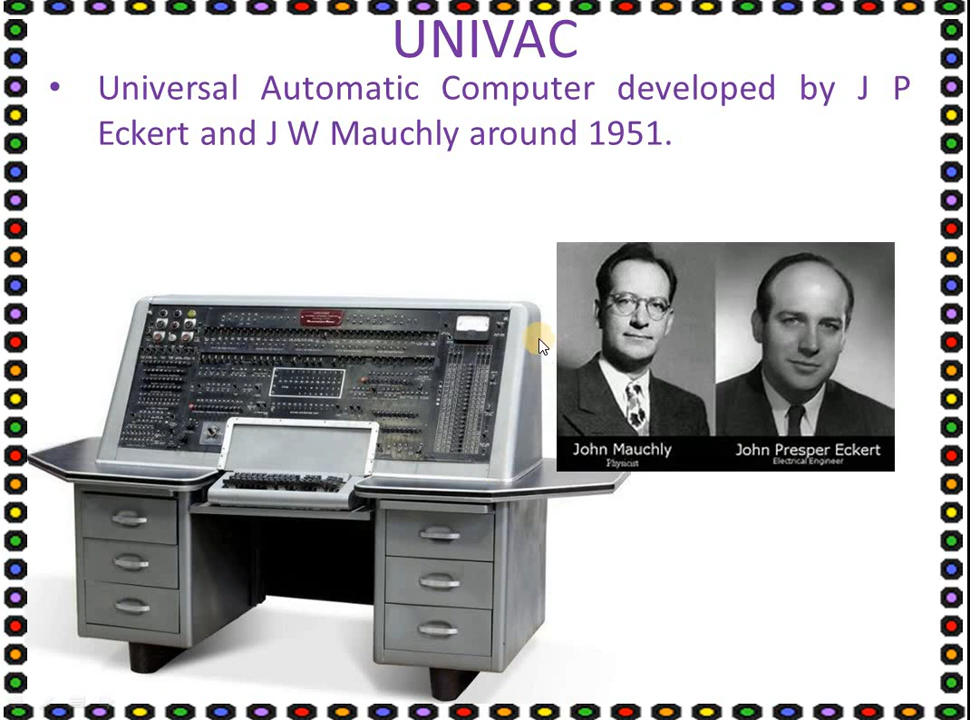 UNIVAC
• Universal Automatic Computer developed by J P
Eckert and J W Mauchly around 1951.
John Mauchly
Physicist
John Presper Eckert
Electrical Engineer